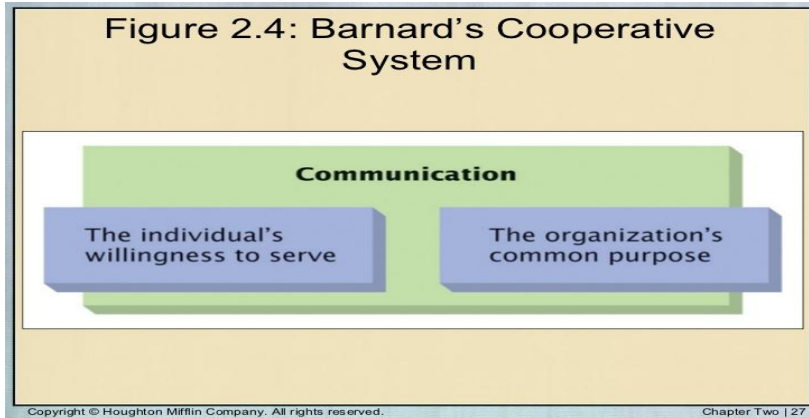 Figure 2.4: Barnard's Cooperative
System
Communication
The individual's
willingness to serve
The organization's
common purpose
Copyright © Houghton Mifflin Company. All rights reserved.
Chapter Two | 27